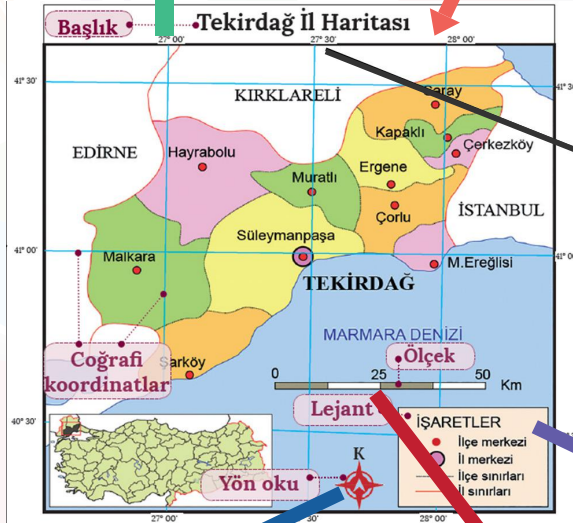 Başlık
Tekirdağ İl Haritası
27° 00'
27° 30'
28° 00'
41° 30'
41° 30'
KIRKLARELİ
Saray
EDİRNE
Hayrabolu
Kapaklı
Çerkezköy
Muratlı
Ergene
Çorlu
İSTANBUL
Süleymanpaşa
41° 00'
41° 00'
Malkara
M.Ereğlisi
TEKİRDAĞ
MARMARA DENİZİ
Coğrafi
koordinatlar
Şarköy
Ölçek
0 25 50
Km
Lejant
İŞARETLER
40° 30'
İlçe merkezi
İl merkezi
İlçe sınırları
İl sınırları
K
Yön oku
27° 00'
28° 00'